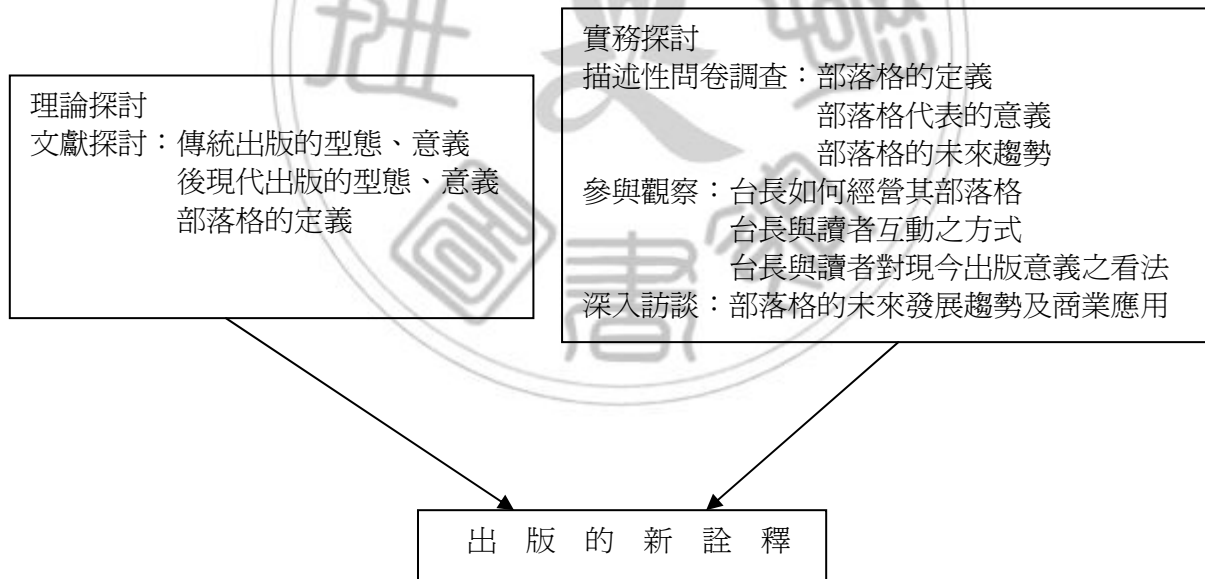 理論探討
文獻探討：傳統出版的型態、意義
後現代出版的型態、意義
部落格的定義
實務探討
描述性問卷調查：部落格的定義
部落格代表的意義
部落格的未來趨勢
參與觀察：台長如何經營其部落格
台長與讀者互動之方式
台長與讀者對現今出版意義之看法
深入訪談：部落格的未來發展趨勢及商業應用
出 版 的 新 詮 釋